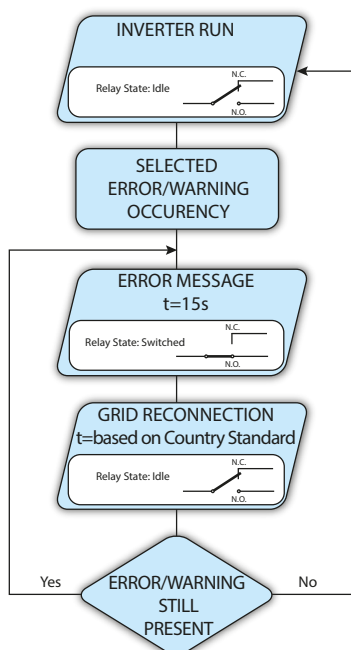 INVERTER RUN
N.C.
Relay State: Idle
N.O.
SELECTED
ERROR/WARNING
OCCURENCY
ERROR MESSAGE
t=15s
N.C.
Relay State: Switched
N.O.
GRID RECONNECTION
t=based on Country Standard
N.C.
Relay State: Idle
N.O.
Yes
No
ERROR/WARNING
STILL
PRESENT